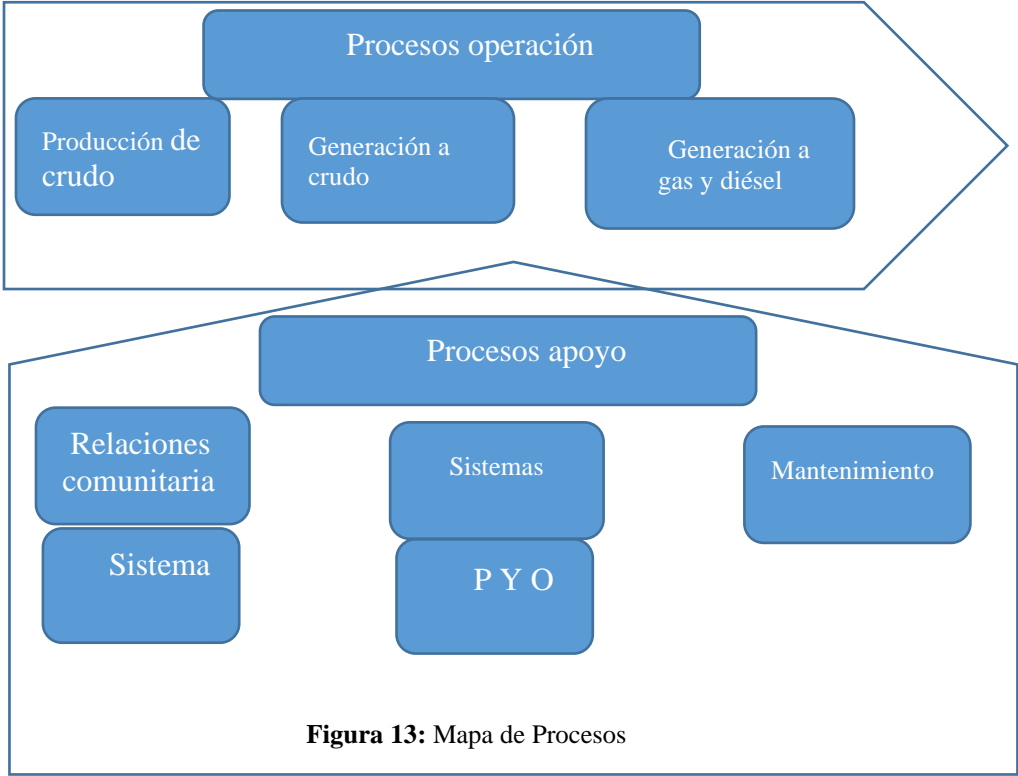 Procesos operación
Producción de
crudo
Generación a
crudo
Generación a
gas y diésel
Procesos apoyo
Relaciones
comunitaria
Sistemas
Mantenimiento
Sistema
P Y O
Figura 13: Mapa de Procesos